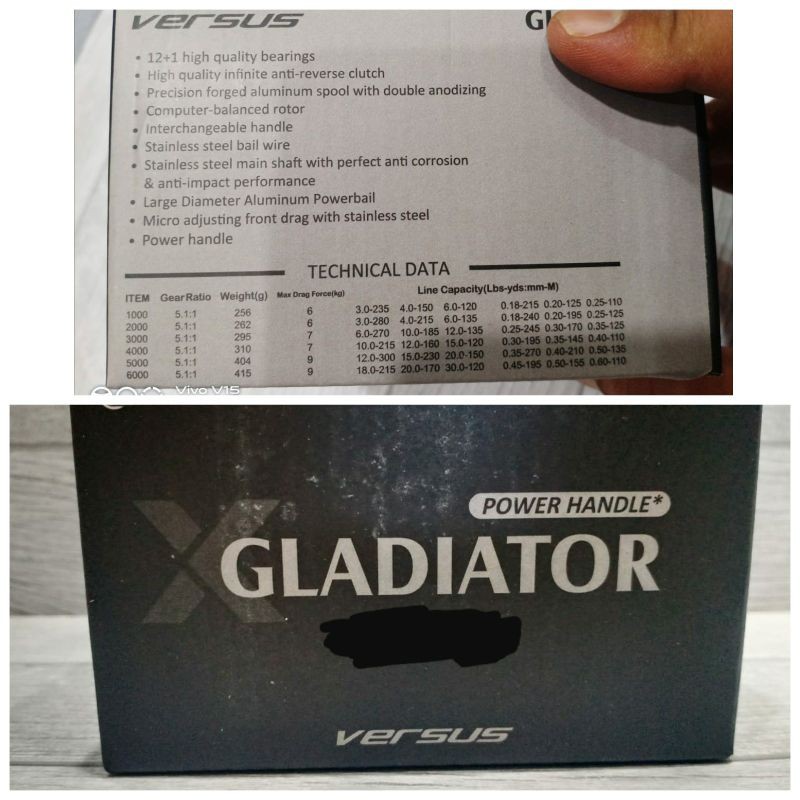 versus
• 12+1 high quality bearings
• High quality infinite anti-reverse clutch
• Precision forged aluminum spool with double anodizing
• Computer-balanced rotor
• Interchangeable handle
• Stainless steel bail wire
• Stainless steel main shaft with perfect anti corrosion
& anti-impact performance
• Large Diameter Aluminum Powerbail
• Micro adjusting front drag with stainless steel
• Power handle
TECHNICAL DATA
ITEM Gear Ratio Weight(g) Max Drag Force(kg) Line Capacity(Lbs-yds:mm-M)
1000 5.1:1 256 6 3.0-235 4.0-150 6.0-120 0.18-215 0.20-125 0.25-110
2000 5.1:1 262 6 3.0-280 4.0-215 6.0-135 0.18-240 0.20-195 0.25-125
3000 5.1:1 295 7 6.0-270 10.0-185 12.0-135 0.25-245 0.30-170 0.35-125
4000 5.1:1 310 7 10.0-215 12.0-160 15.0-120 0.30-195 0.35-145 0.40-110
5000 5.1:1 404 9 12.0-300 15.0-230 20.0-150 0.35-270 0.40-210 0.50-135
6000 5.1:1 415 9 18.0-215 20.0-170 30.0-120 0.45-195 0.50-155 0.60-110
Vivo V15
POWER HANDLE*
X GLADIATOR
versus